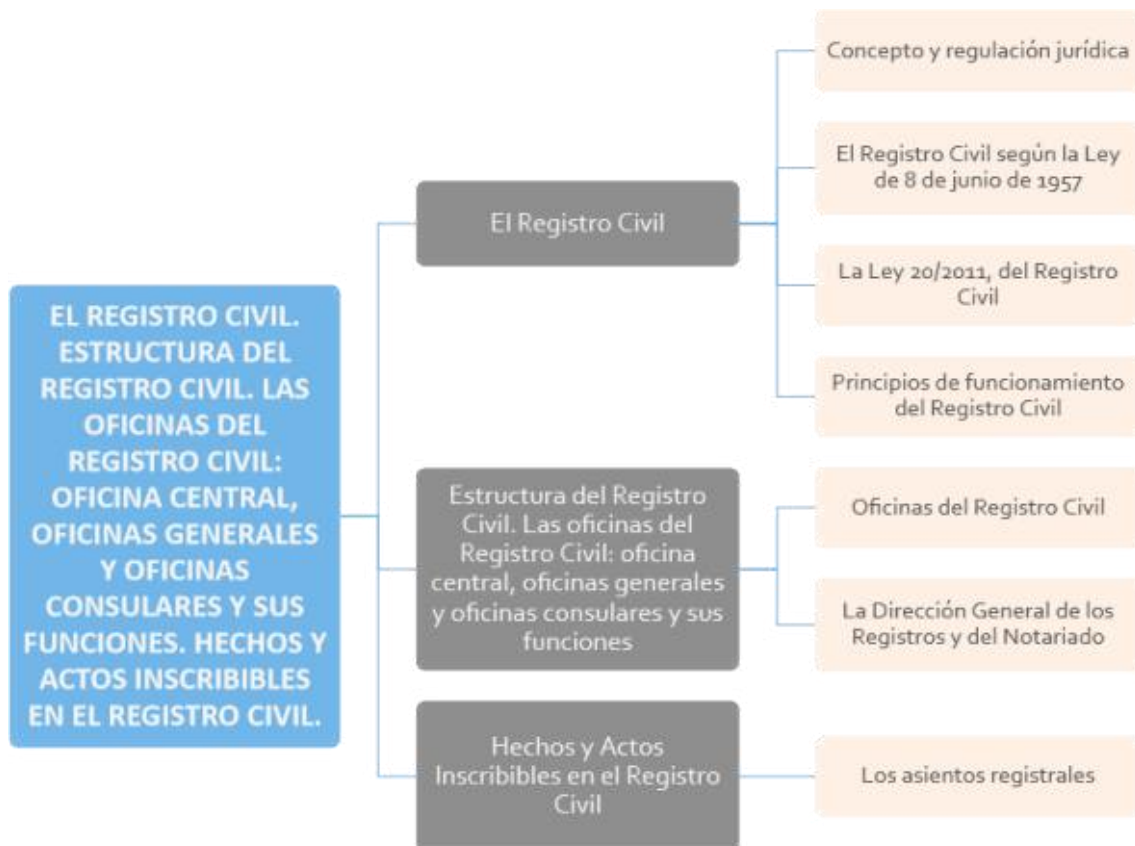 EL REGISTRO CIVIL.
ESTRUCTURA DEL
REGISTRO CIVIL. LAS
OFICINAS DEL
REGISTRO CIVIL:
OFICINA CENTRAL,
OFICINAS GENERALES
Y OFICINAS
CONSULARES Y SUS
FUNCIONES. HECHOS Y
ACTOS INSCRIBIBLES
EN EL REGISTRO CIVIL.
El Registro Civil
Concepto y regulación jurídica
El Registro Civil según la Ley
de 8 de junio de 1957
La Ley 20/2011, del Registro
Civil
Principios de funcionamiento
del Registro Civil
Estructura del Registro
Civil. Las oficinas del
Registro Civil: oficina
central, oficinas generales
y oficinas consulares y sus
funciones
Oficinas del Registro Civil
La Dirección General de los
Registros y del Notariado
Hechos y Actos
Inscribibles en el Registro
Civil
Los asientos registrales